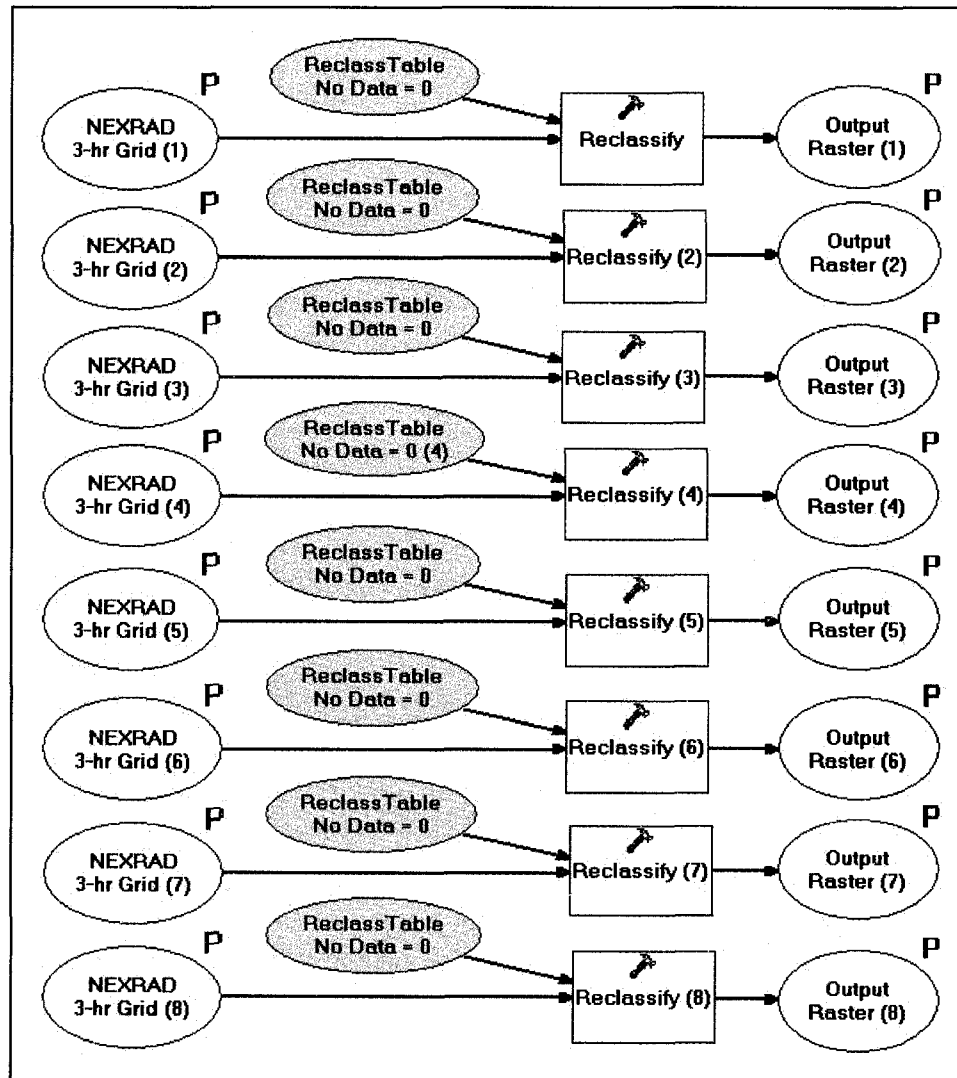 ReclassTable
No Data = 0
P
NEXRAD
3-hr Grid (1)
Reclassify
P
Output
Raster (1)
ReclassTable
No Data = 0
P
NEXRAD
3-hr Grid (2)
Reclassify (2)
P
Output
Raster (2)
ReclassTable
No Data = 0
P
NEXRAD
3-hr Grid (3)
Reclassify (3)
P
Output
Raster (3)
ReclassTable
No Data = 0 (4)
P
NEXRAD
3-hr Grid (4)
Reclassify (4)
P
Output
Raster (4)
ReclassTable
No Data = 0
P
NEXRAD
3-hr Grid (5)
Reclassify (5)
P
Output
Raster (5)
ReclassTable
No Data = 0
P
NEXRAD
3-hr Grid (6)
Reclassify (6)
P
Output
Raster (6)
ReclassTable
No Data = 0
P
NEXRAD
3-hr Grid (7)
Reclassify (7)
P
Output
Raster (7)
ReclassTable
No Data = 0
P
NEXRAD
3-hr Grid (8)
Reclassify (8)
P
Output
Raster (8)